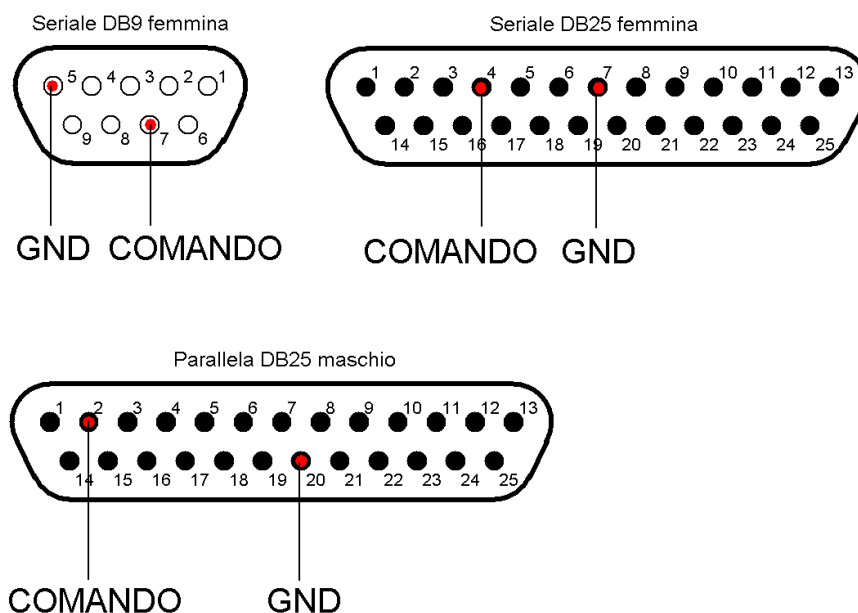 Seriale DB9 femmina
5 4 3 2 1
9 8 7 6
GND COMANDO
Seriale DB25 femmina
1 2 3 4 5 6 7 8 9 10 11 12 13
14 15 16 17 18 19 20 21 22 23 24 25
COMANDO GND
Parallela DB25 maschio
1 2 3 4 5 6 7 8 9 10 11 12 13
14 15 16 17 18 19 20 21 22 23 24 25
COMANDO GND